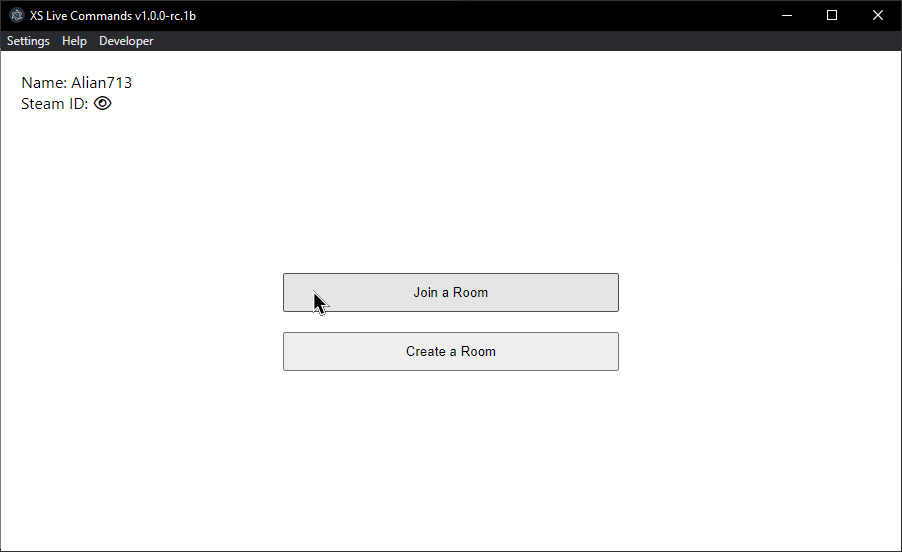 XS Live Commands v1.0.0-rc.1b
Settings Help Developer
Name: Alian713
Steam ID:
Join a Room
Create a Room